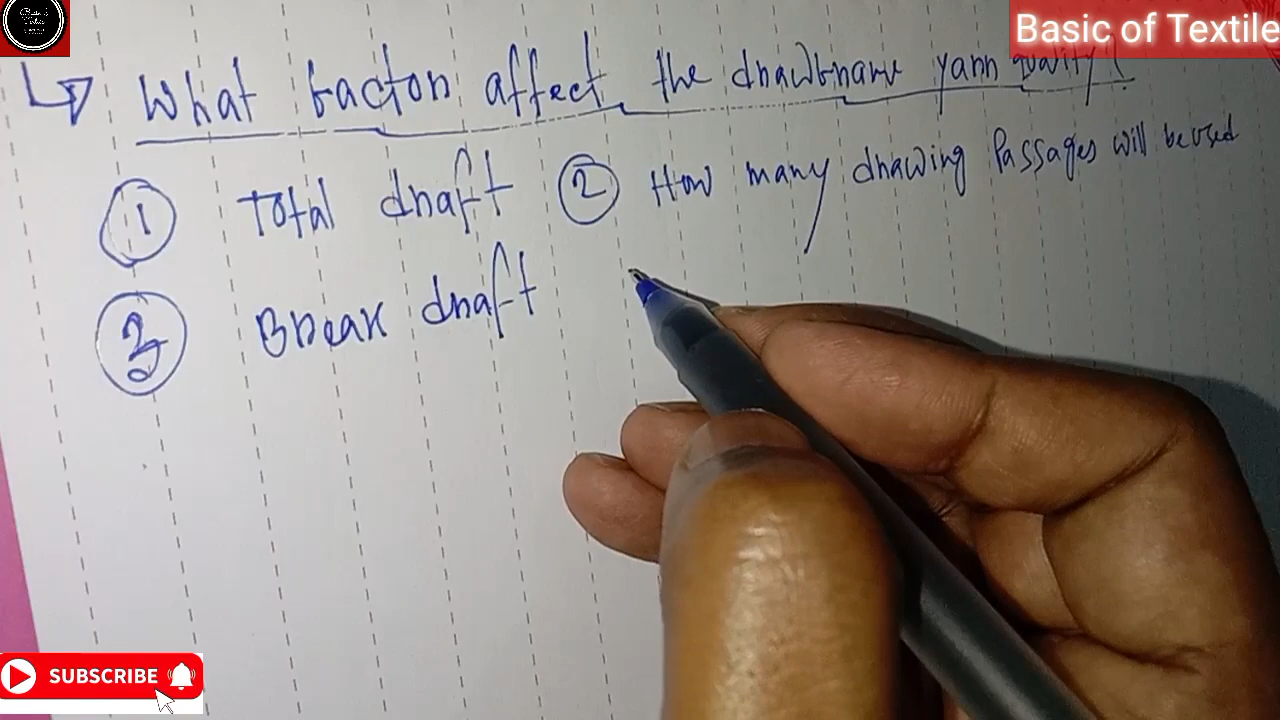 Basic of Textile
What factor affect the drawframe yarn quality?
① Total draft ② How many drawing Passages will be used
③ Break draft
SUBSCRIBE